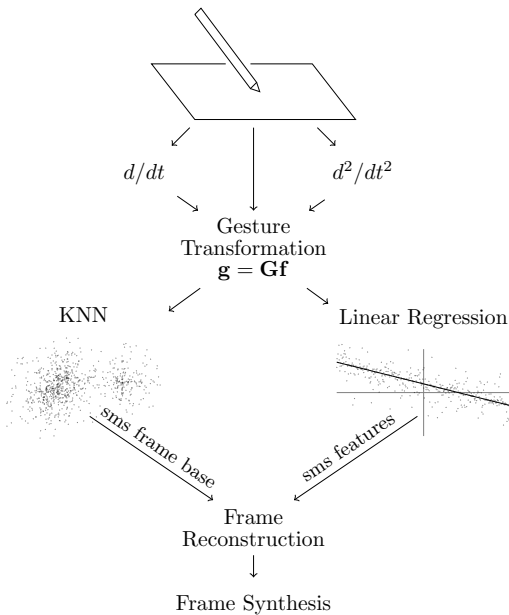 d/dt
d²/dt²
Gesture
Transformation
g = Gf
KNN
Linear Regression
sms frame base
sms features
Frame
Reconstruction
Frame Synthesis